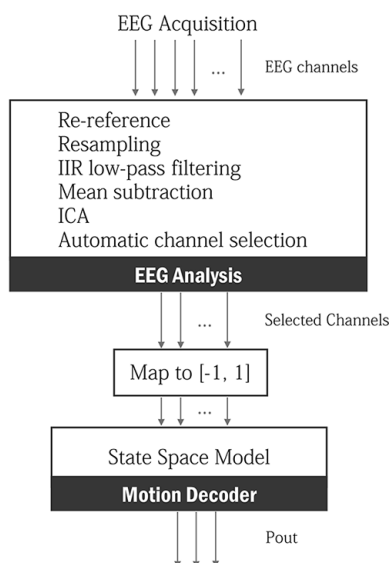 EEG Acquisition
... EEG channels
Re-reference
Resampling
IIR low-pass filtering
Mean subtraction
ICA
Automatic channel selection
EEG Analysis
... Selected Channels
Map to [-1, 1]
...
State Space Model
Motion Decoder
Pout